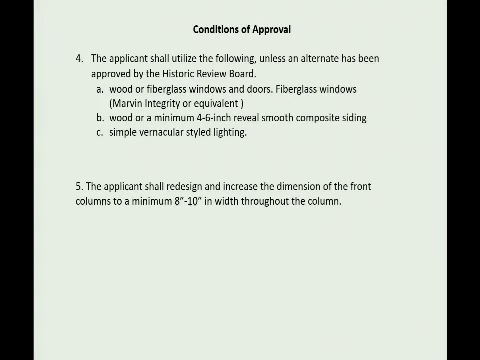 Conditions of Approval
4. The applicant shall utilize the following, unless an alternate has been
approved by the Historic Review Board.
a. wood or fiberglass windows and doors. Fiberglass windows
(Marvin Integrity or equivalent )
b. wood or a minimum 4-6-inch reveal smooth composite siding
c. simple vernacular styled lighting.
5. The applicant shall redesign and increase the dimension of the front
columns to a minimum 8”-10” in width throughout the column.